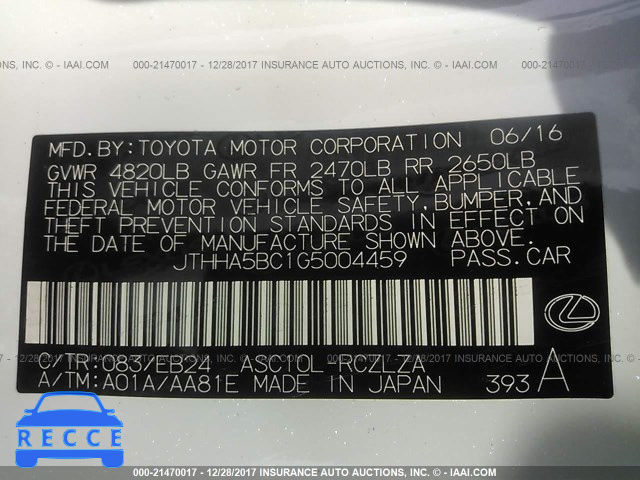 000-21470017 - 12/28/2017 INSURANCE AUTO AUCTIONS, INC. - © IAAI.COM
MFD.BY:TOYOTA MOTOR CORPORATION 06/16
GVWR 4820LB GAWR FR 2470LB RR 2650LB
THIS VEHICLE CONFORMS TO ALL APPLICABLE
FEDERAL MOTOR VEHICLE SAFETY,BUMPER,AND
THEFT PREVENTION STANDARDS IN EFFECT ON
THE DATE OF MANUFACTURE SHOWN ABOVE.
JTHHA5BC1G5004459 PASS.CAR
C/TR:083/EB24 ASC10L-RCZLZA
A/TM:A01A/AA81E MADE IN JAPAN 393 A
RECCE
000-21470017 - 12/28/2017 INSURANCE AUTO AUCTIONS, INC. - © IAAI.COM